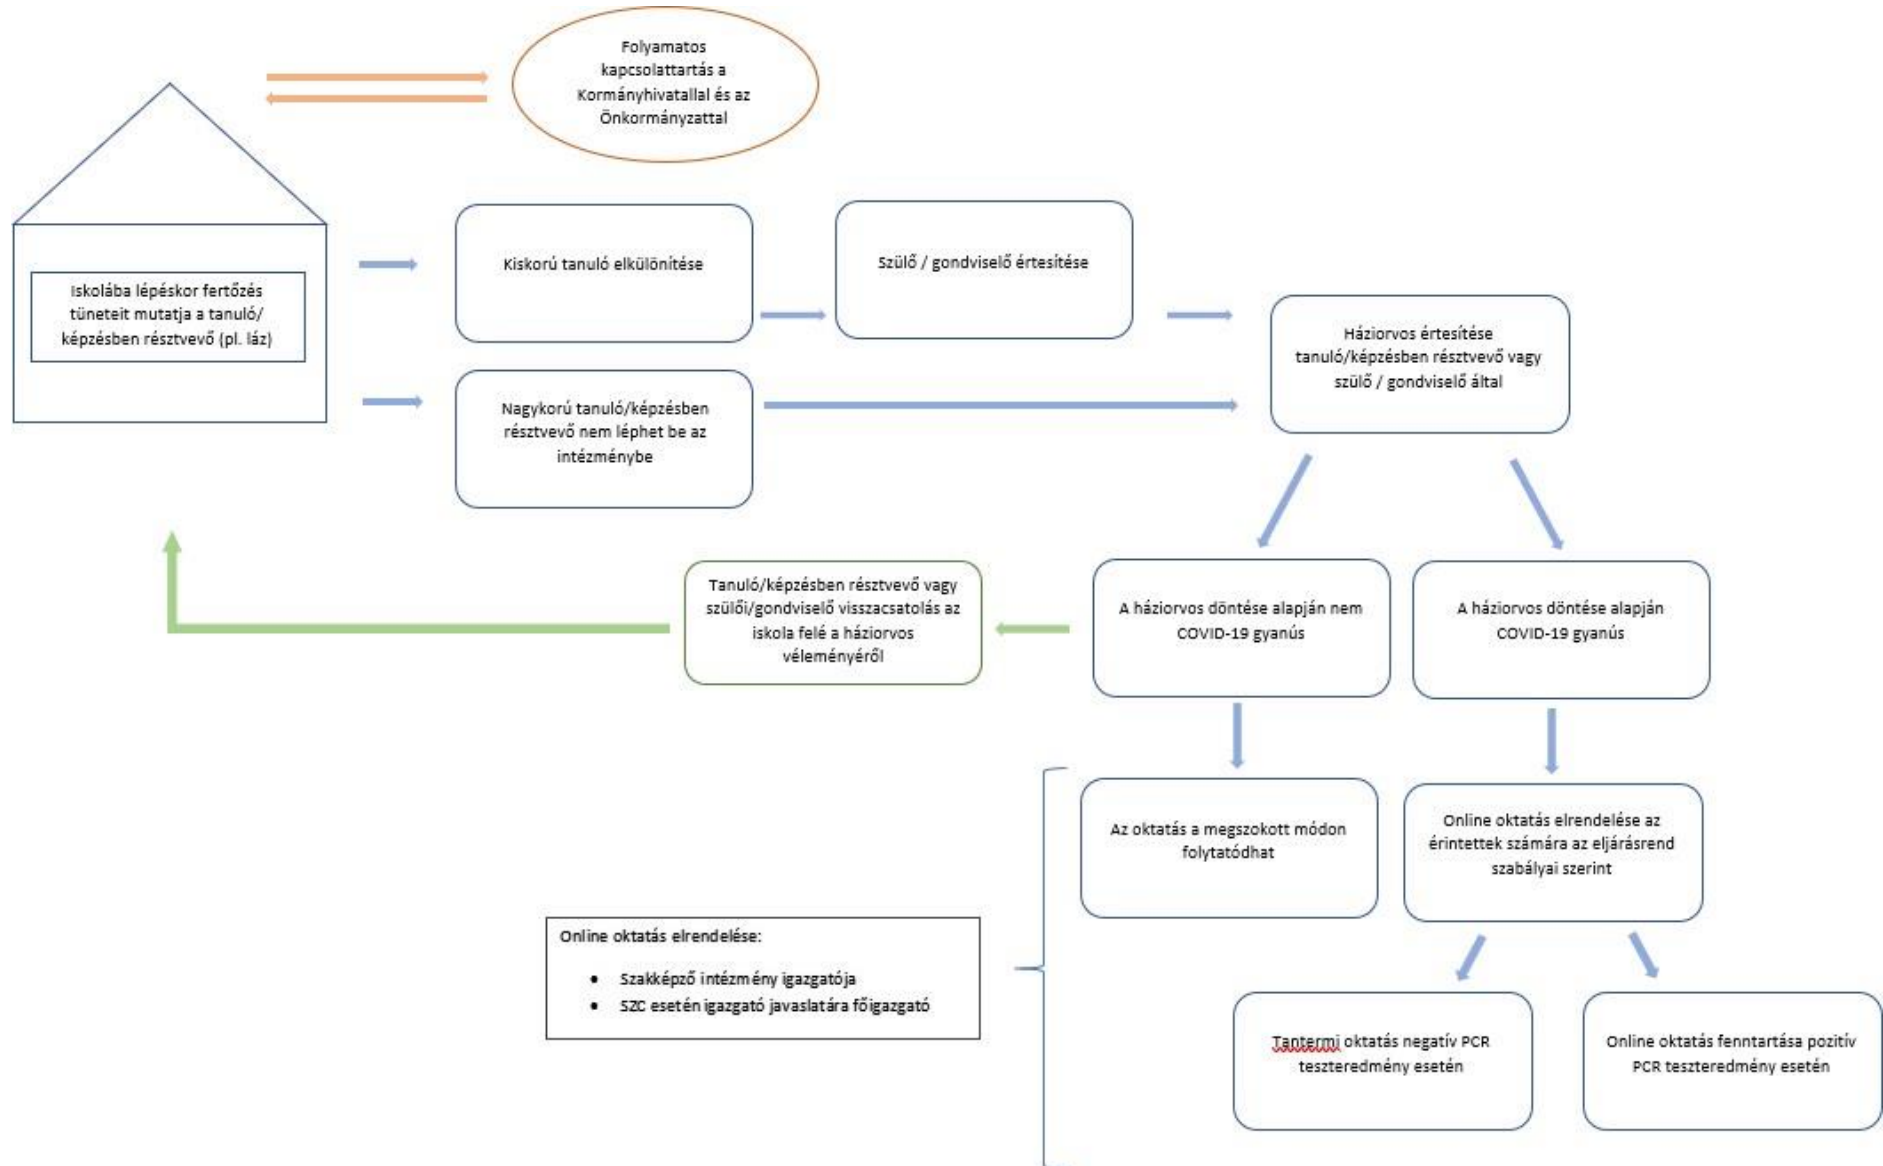 Folyamatos
kapcsolattartás a
Kormányhivatallal és az
Önkormányzattal
Iskolába lépéskor fertőzés
tüneteit mutatja a tanuló/
képzésben résztvevő (pl. láz)
Kiskorú tanuló elkülönítése
Szülő / gondviselő értesítése
Háziorvos értesítése
tanuló/képzésben résztvevő vagy
szülő / gondviselő által
Nagykorú tanuló/képzésben
résztvevő nem léphet be az
intézménybe
Tanuló/képzésben résztvevő vagy
szülői/gondviselő visszacsatolás az
iskola felé a háziorvos
véleményéről
A háziorvos döntése alapján nem
COVID-19 gyanús
A háziorvos döntése alapján
COVID-19 gyanús
Az oktatás a megszokott módon
folytatódhat
Online oktatás elrendelése az
érintettek számára az eljárásrend
szabályai szerint
Online oktatás elrendelése:
• Szakképző intézmény igazgatója
• SZC esetén igazgató javaslatára főigazgató
Tantermi oktatás negatív PCR
teszteredmény esetén
Online oktatás fenntartása pozitív
PCR teszteredmény esetén